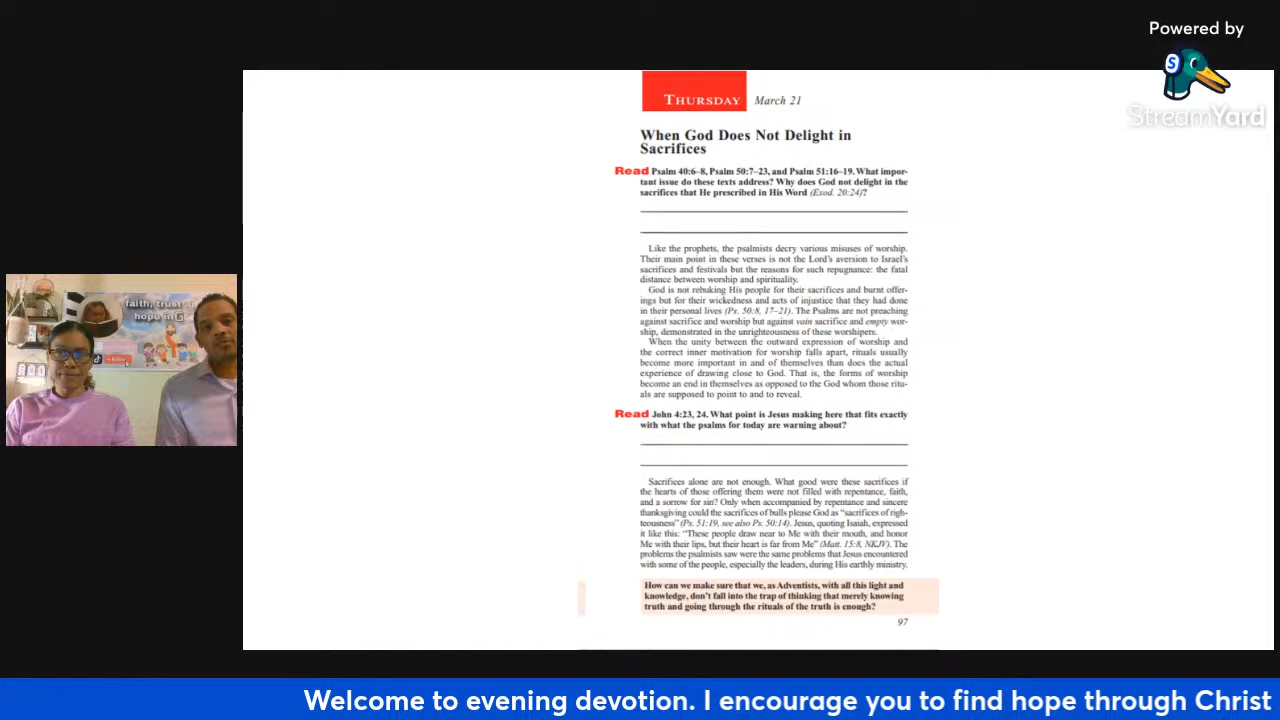 Powered by
S
StreamYard
THURSDAY March 21
When God Does Not Delight in
Sacrifices
Read Psalm 40:6–8, Psalm 50:7–23, and Psalm 51:16–19. What impor-
tant issue do these texts address? Why does God not delight in the
sacrifices that He prescribed in His Word (Exod. 20:24)?
Like the prophets, the psalmists decry various misuses of worship.
Their main point in these verses is not the Lord's aversion to Israel's
sacrifices and festivals but the reasons for such repugnance: the fatal
distance between worship and spirituality.
God is not rebuking His people for their sacrifices and burnt offer-
ings but for their wickedness and acts of injustice that they had done
in their personal lives (Ps. 50:8, 17–21). The Psalms are not preaching
against sacrifice and worship but against vain sacrifice and empty wor-
ship, demonstrated in the unrighteousness of these worshipers.
When the unity between the outward expression of worship and
the correct inner motivation for worship falls apart, rituals usually
become more important in and of themselves than does the actual
experience of drawing close to God. That is, the forms of worship
become an end in themselves as opposed to the God whom those ritu-
als are supposed to point to and to reveal.
Read John 4:23, 24. What point is Jesus making here that fits exactly
with what the psalms for today are warning about?
Sacrifices alone are not enough. What good were these sacrifices if
the hearts of those offering them were not filled with repentance, faith,
and a sorrow for sin? Only when accompanied by repentance and sincere
thanksgiving could the sacrifices of bulls please God as “sacrifices of righ-
teousness” (Ps. 51:19, see also Ps. 50:14). Jesus, quoting Isaiah, expressed
it like this: “These people draw near to Me with their mouth, and honor
Me with their lips, but their heart is far from Me” (Matt. 15:8, NKJV). The
problems the psalmists saw were the same problems that Jesus encountered
with some of the people, especially the leaders, during His earthly ministry.
How can we make sure that we, as Adventists, with all this light and
knowledge, don't fall into the trap of thinking that merely knowing
truth and going through the rituals of the truth is enough?
97
faith, trust
hope in God
Welcome to evening devotion. I encourage you to find hope through Christ